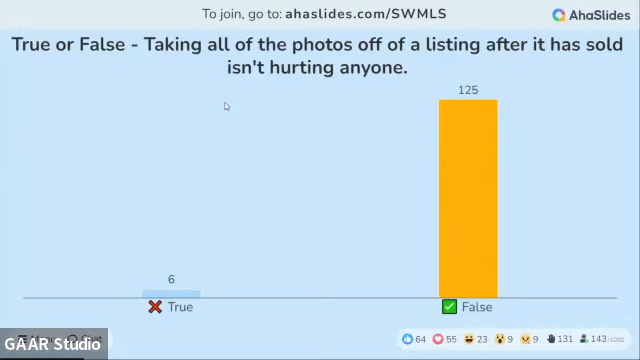 To join, go to: ahaslides.com/SWMLS
AhaSlides
True or False - Taking all of the photos off of a listing after it has sold
isn't hurting anyone.
125
6
True
False
GAAR Studio
64 55 23 9 9 131 143/1000